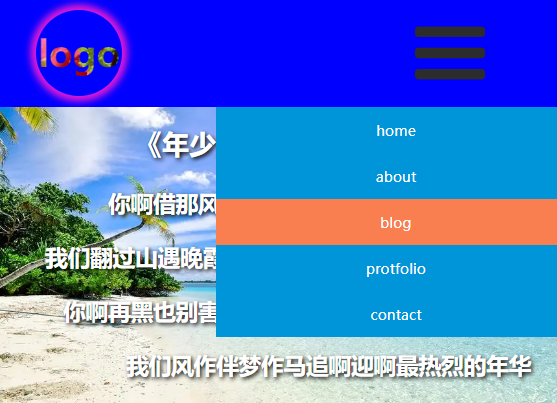 logo
home
《年少
about
你啊借那风
blog
我们翻过山遇晚霞
protfolio
你啊再黑也别害
contact
我们风作伴梦作马追啊迎啊最热烈的年华